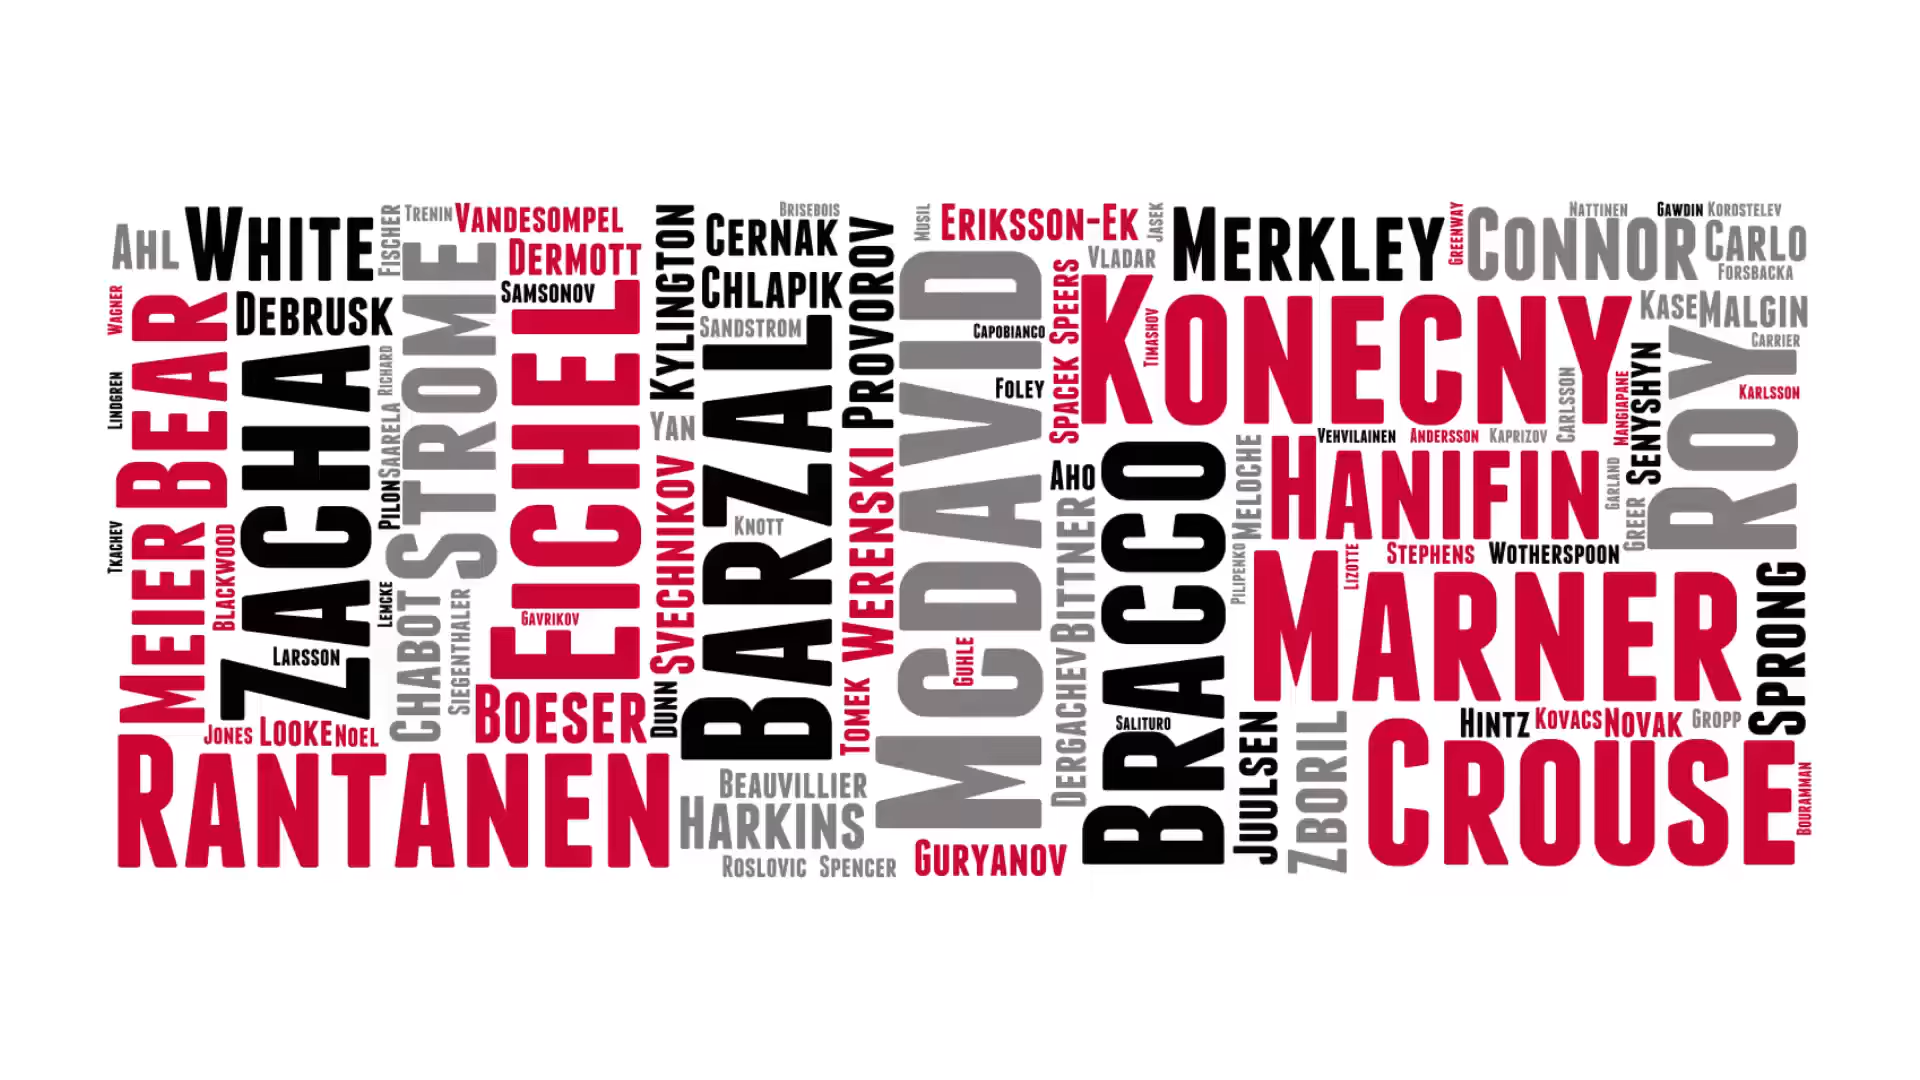 Ahl
White
Fischer
Trenin
Vandesompel
Dermott
Samsonov
Kylington
Cernak
Brisebois
Chlapik
Sandstrom
Provorov
Musil
Eriksson-Ek
Jasek
Vladar
Merkley
Greenway
Connor
Nattinen
Gawdin
Korostelev
Carlo
Forsbacka
Wagner
Bear
Debrusk
Strome
Eichel
Barzal
McDavid
Capobianco
Foley
Spacek
Speers
Konecny
Timashov
Kase
Malgin
Carrier
Roy
Karlsson
Senyshyn
Mangiapane
Carlsson
Lindgren
Zacha
Richard
Saarela
Pilon
Yan
Svechnikov
Knott
Werenski
Aho
Bittner
Bracco
Meloche
Vehvilainen
Andersson
Kaprizov
Hanifin
Garland
Greer
Tkachev
Meier
Blackwood
Lemcke
Larsson
Chabot
Siegenthaler
Gavrikov
Boeser
Dunn
Tomek
Guhle
Dergachev
Salituro
Pilipenko
Lizotte
Stephens
Wotherspoon
Marner
Sprong
Jones
Looke
Noel
Rantanen
Beauvillier
Harkins
Roslovic
Spencer
Guryanov
Juulsen
Zboril
Hintz
Kovacs
Novak
Gropp
Crouse
Bouramman